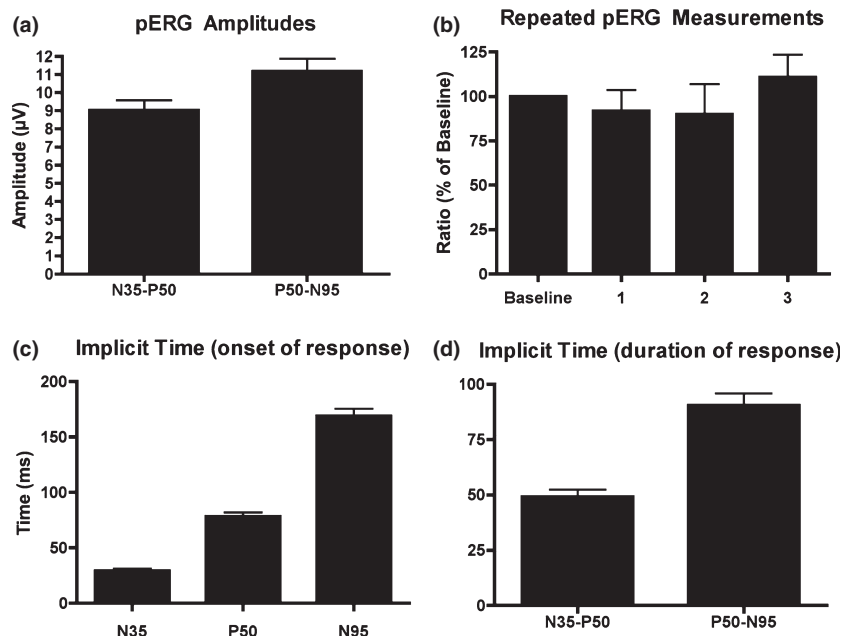 (a)
pERG Amplitudes
Amplitude (µV)
12
11
10
9
8
7
6
5
4
3
2
1
0
N35-P50 P50-N95
(b)
Repeated pERG Measurements
Ratio (% of Baseline)
125
100
75
50
25
0
Baseline 1 2 3
(c)
Implicit Time (onset of response)
Time (ms)
200
150
100
50
0
N35 P50 N95
(d)
Implicit Time (duration of response)
100
75
50
25
0
N35-P50 P50-N95